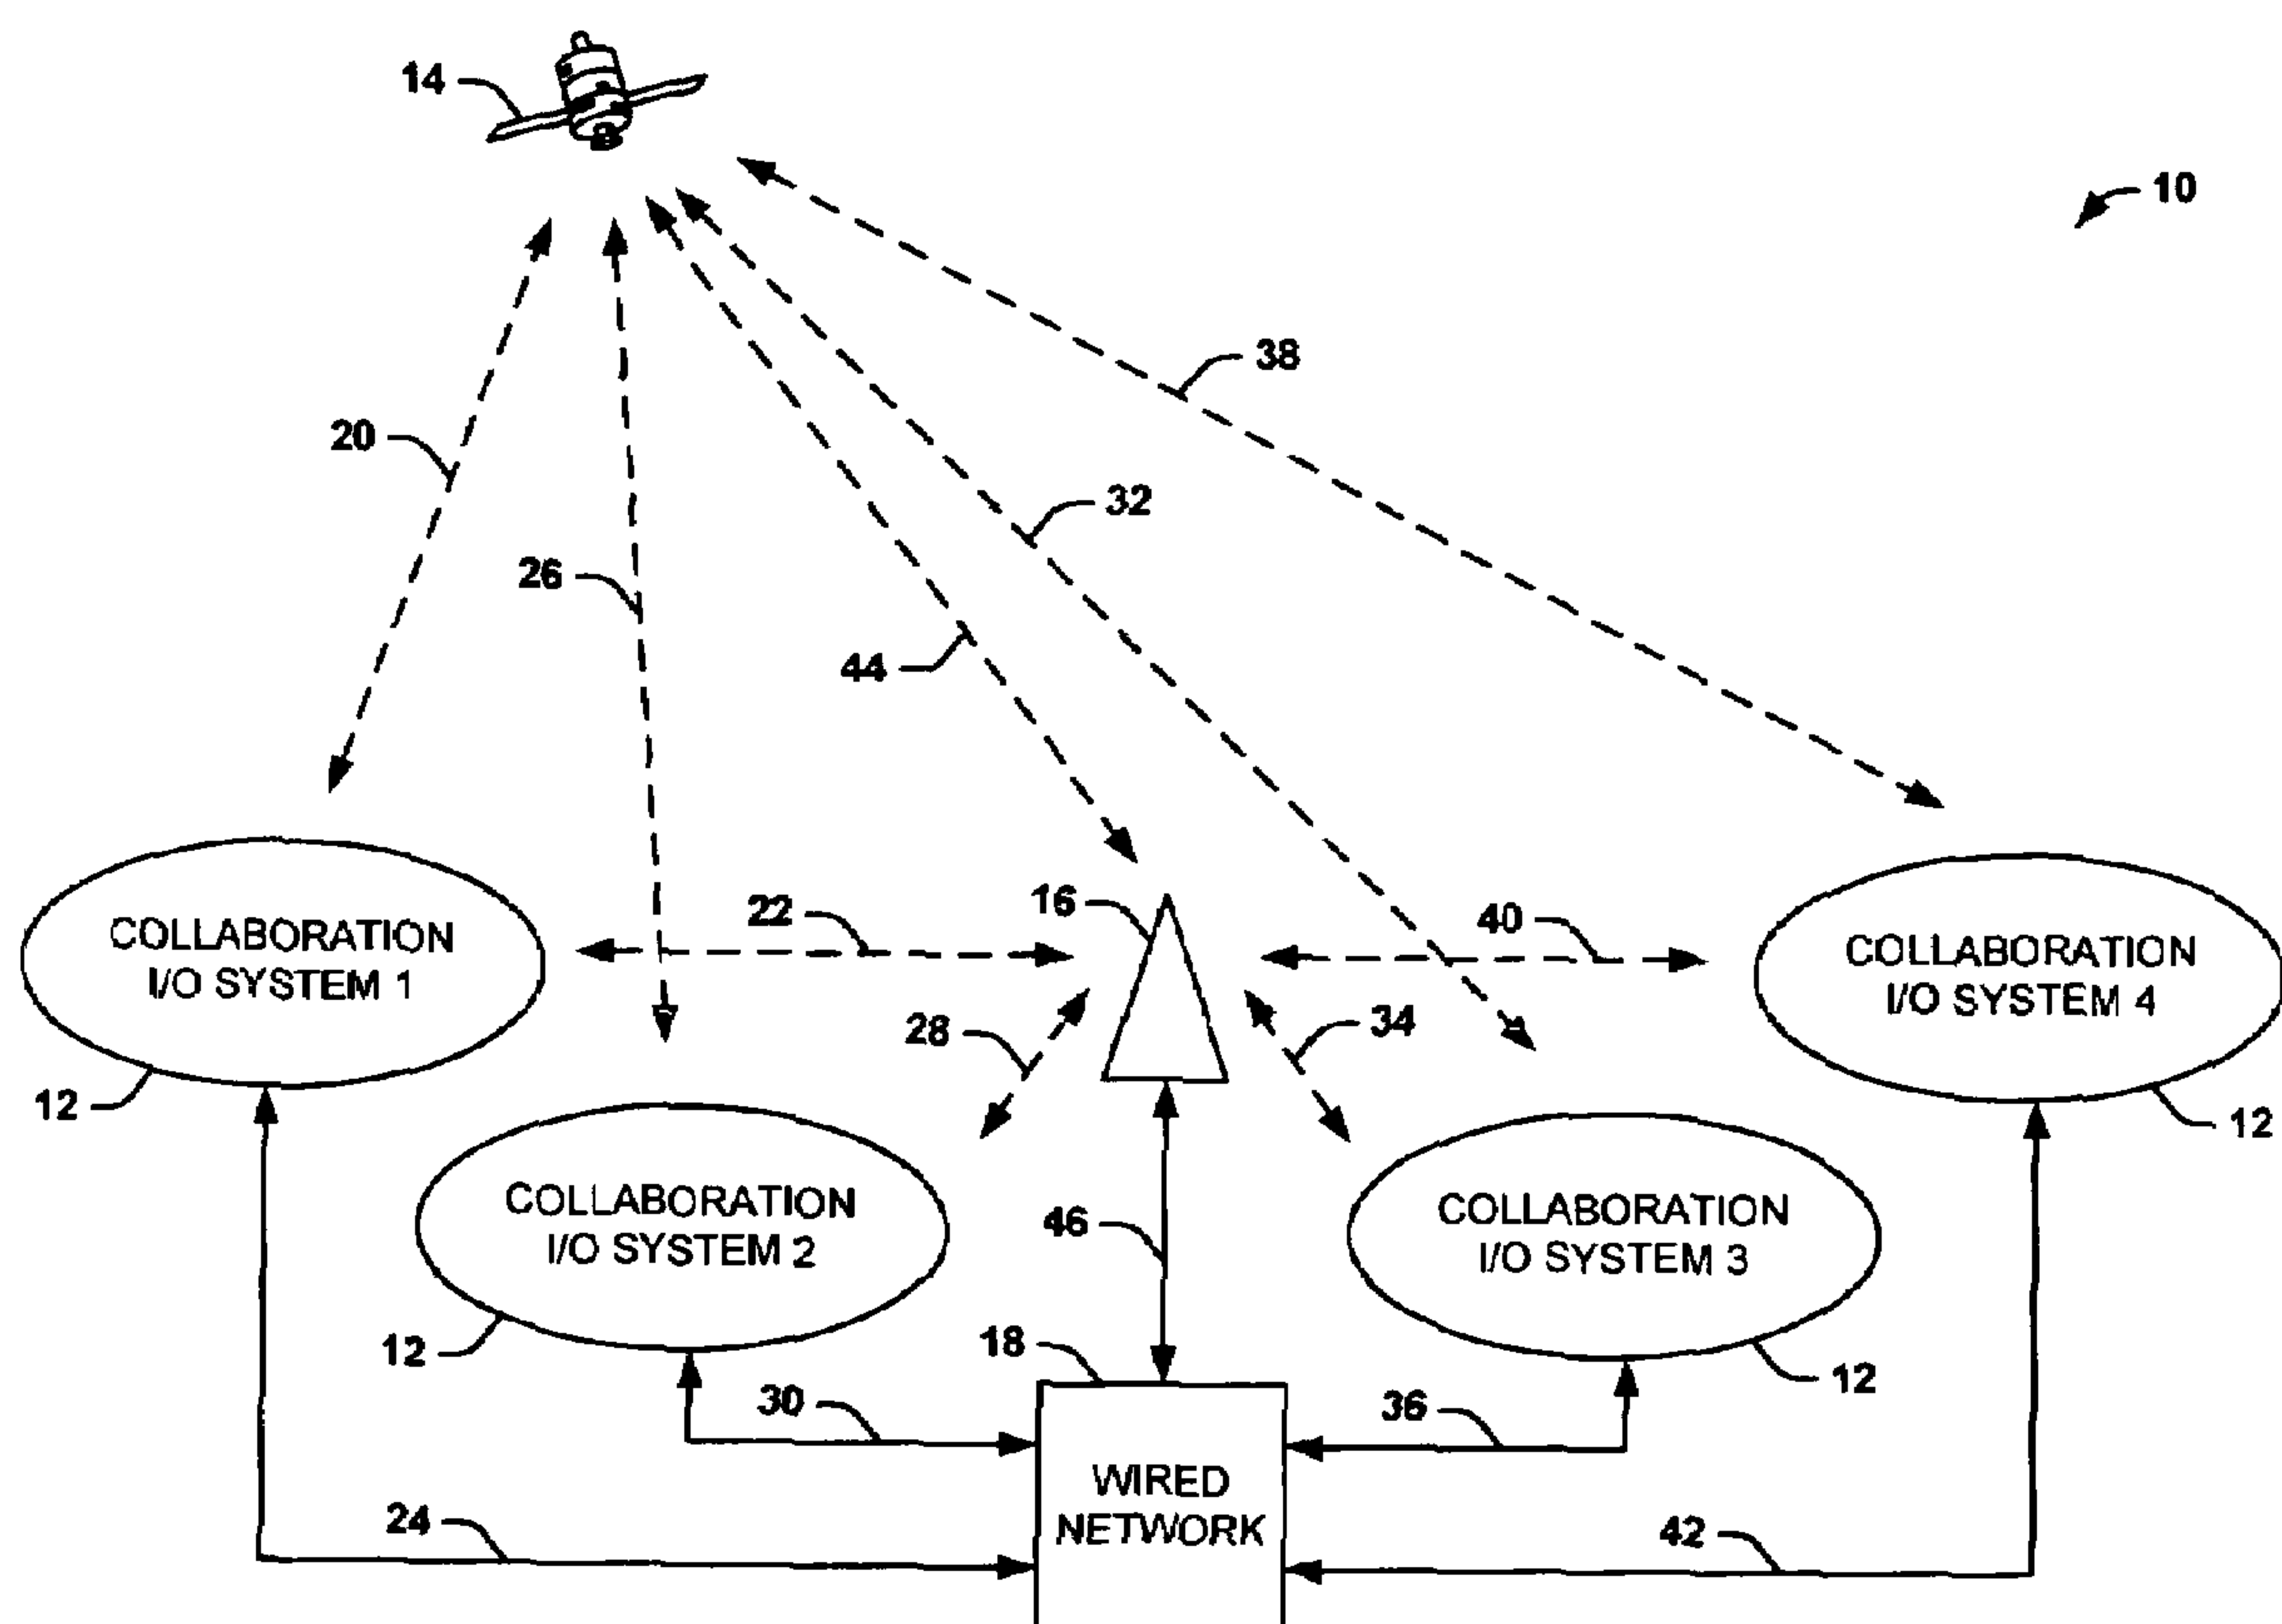 14
10
38
20
32
26
44
22
16
40
COLLABORATION
I/O SYSTEM 1
COLLABORATION
I/O SYSTEM 4
28
34
12
12
COLLABORATION
I/O SYSTEM 2
COLLABORATION
I/O SYSTEM 3
46
12
18
12
30
36
WIRED
NETWORK
24
42